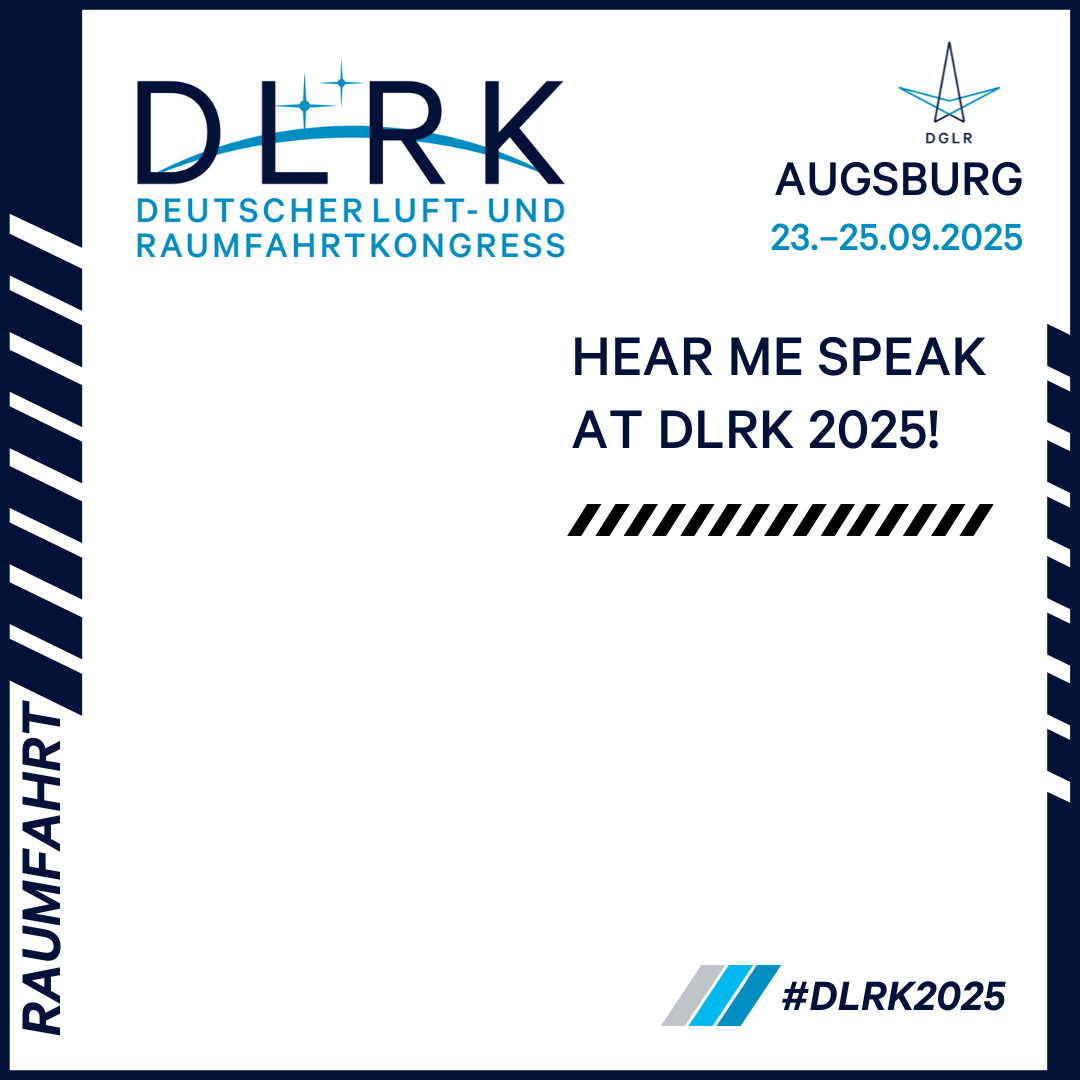 DLRK
DEUTSCHER LUFT- UND
RAUMFAHRTKONGRESS
DGLR
AUGSBURG
23.–25.09.2025
HEAR ME SPEAK
AT DLRK 2025!
RAUMFAHRT
#DLRK2025